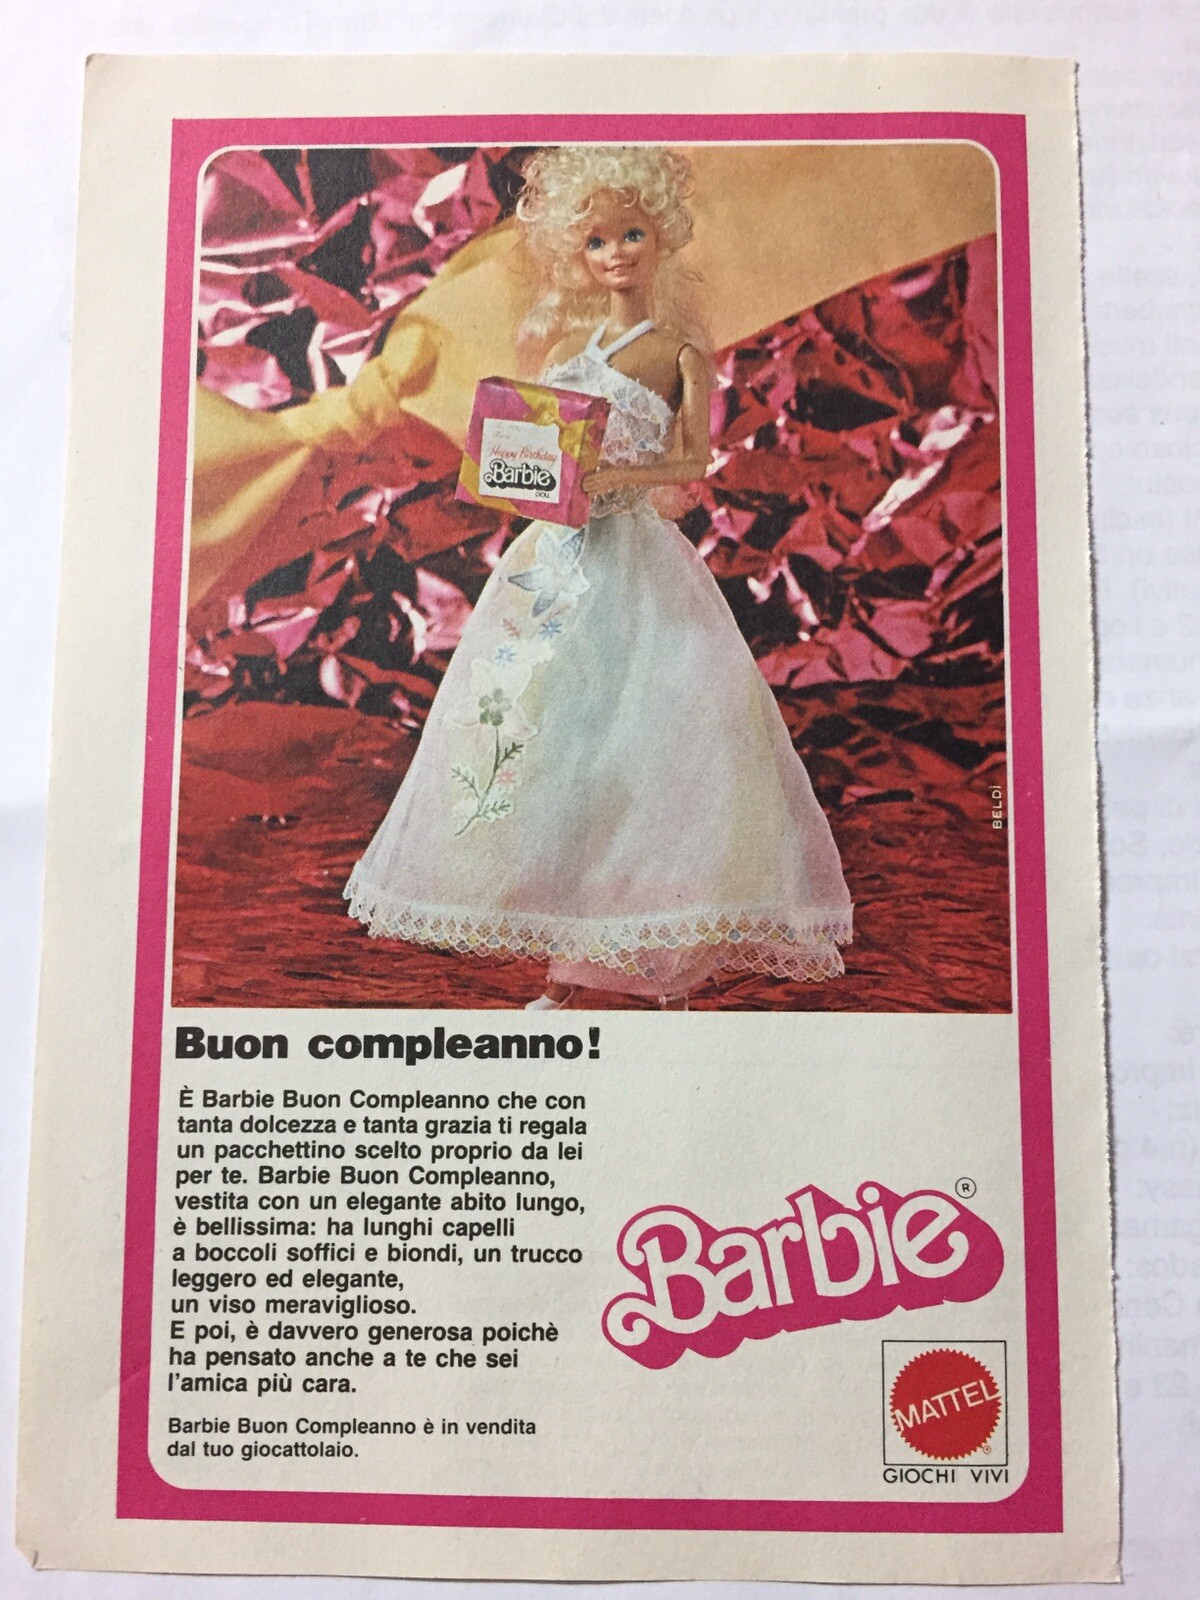 Happy Birthday
Barbie
DOLL
BELDÌ
Buon compleanno!
È Barbie Buon Compleanno che con
tanta dolcezza e tanta grazia ti regala
un pacchettino scelto proprio da lei
per te. Barbie Buon Compleanno,
vestita con un elegante abito lungo,
è bellissima: ha lunghi capelli
a boccoli soffici e biondi, un trucco
leggero ed elegante,
un viso meraviglioso.
E poi, è davvero generosa poichè
ha pensato anche a te che sei
l'amica più cara.
Barbie Buon Compleanno è in vendita
dal tuo giocattolaio.
Barbie®
MATTEL®
GIOCHI VIVI